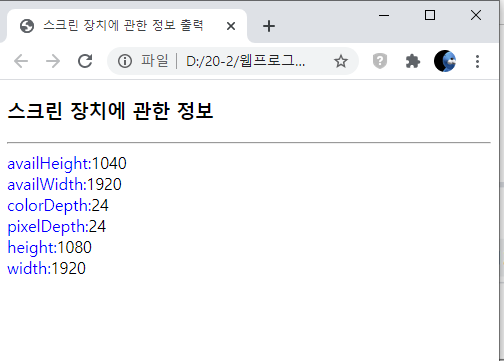 스크린 장치에 관한 정보 출력
파일 | D:/20-2/웹프로그...
스크린 장치에 관한 정보
availHeight:1040
availWidth:1920
colorDepth:24
pixelDepth:24
height:1080
width:1920